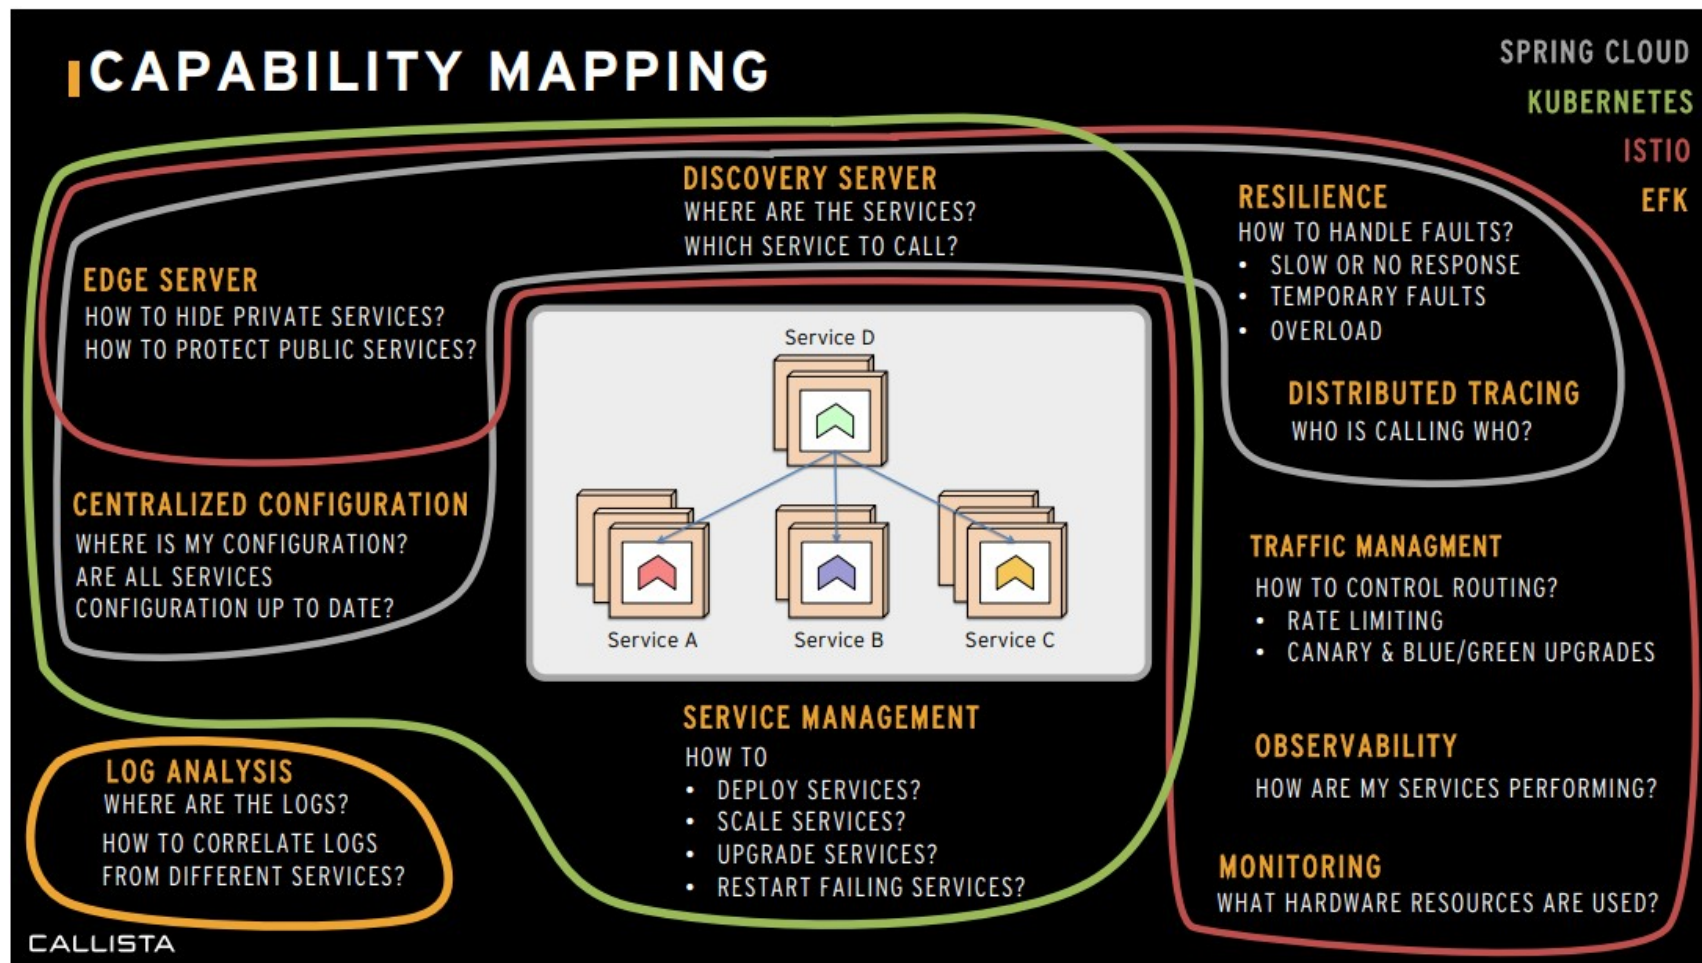 CAPABILITY MAPPING
SPRING CLOUD
KUBERNETES
ISTIO
EFK
DISCOVERY SERVER
WHERE ARE THE SERVICES?
WHICH SERVICE TO CALL?
RESILIENCE
HOW TO HANDLE FAULTS?
• SLOW OR NO RESPONSE
• TEMPORARY FAULTS
• OVERLOAD
EDGE SERVER
HOW TO HIDE PRIVATE SERVICES?
HOW TO PROTECT PUBLIC SERVICES?
Service D
DISTRIBUTED TRACING
WHO IS CALLING WHO?
CENTRALIZED CONFIGURATION
WHERE IS MY CONFIGURATION?
ARE ALL SERVICES
CONFIGURATION UP TO DATE?
Service A
Service B
Service C
TRAFFIC MANAGMENT
HOW TO CONTROL ROUTING?
• RATE LIMITING
• CANARY & BLUE/GREEN UPGRADES
SERVICE MANAGEMENT
HOW TO
• DEPLOY SERVICES?
• SCALE SERVICES?
• UPGRADE SERVICES?
• RESTART FAILING SERVICES?
OBSERVABILITY
HOW ARE MY SERVICES PERFORMING?
LOG ANALYSIS
WHERE ARE THE LOGS?
HOW TO CORRELATE LOGS
FROM DIFFERENT SERVICES?
MONITORING
WHAT HARDWARE RESOURCES ARE USED?
CALLISTA